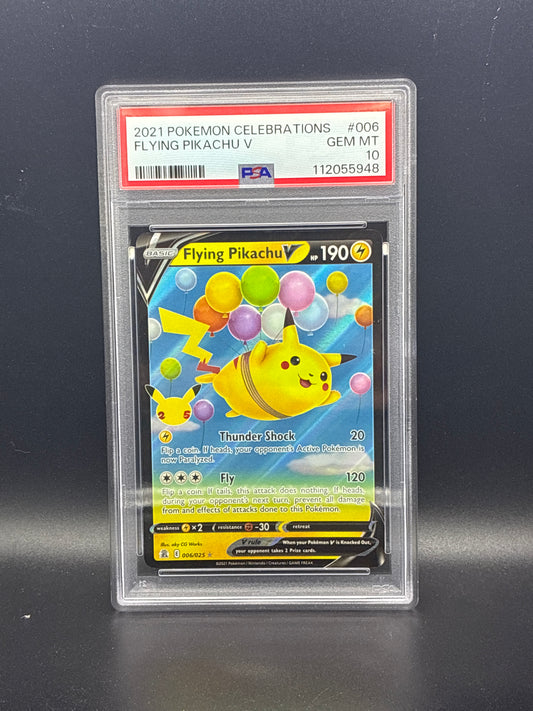 2021 POKEMON CELEBRATIONS #006
FLYING PIKACHU V GEM MT
10
PSA
112055948
BASIC Flying Pikachu V HP 190
25
Thunder Shock 20
Flip a coin. If heads, your opponent's Active Pokémon is
now Paralyzed.
Fly 120
Flip a coin. If tails, this attack does nothing. If heads,
during your opponent's next turn, prevent all damage
from and effects of attacks done to this Pokémon.
weakness ×2 resistance -30 retreat
Illus. aky CG Works
V rule When your Pokémon V is Knocked Out,
your opponent takes 2 Prize cards.
006/025
©2021 Pokémon / Nintendo / Creatures / GAME FREAK